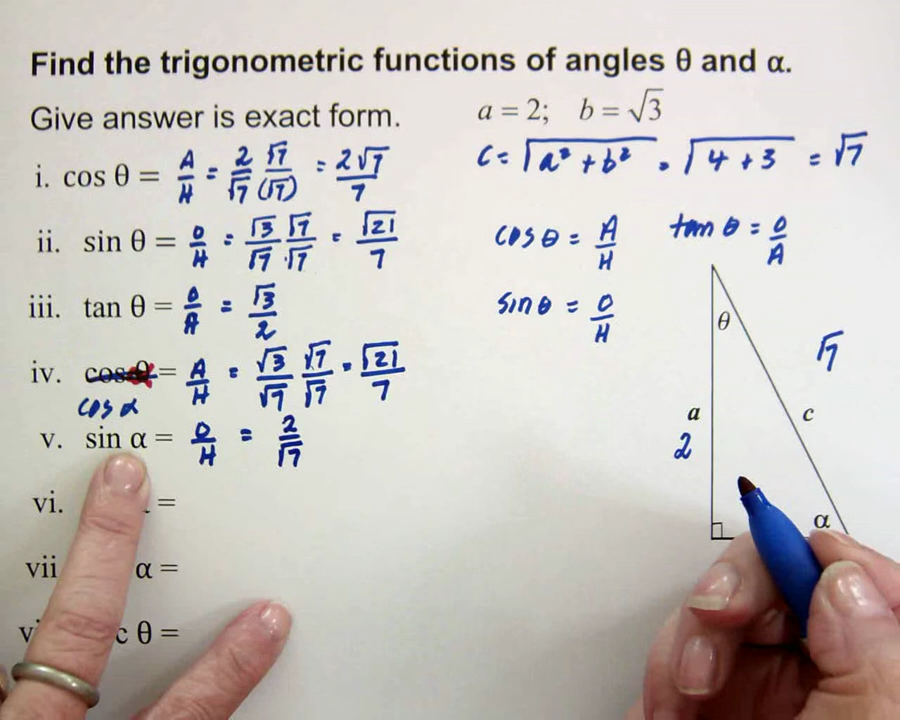 Find the trigonometric functions of angles θ and α.
Give answer is exact form.
a = 2; b = √3
c = √(a² + b²) = √(4 + 3) = √7
i. cos θ = A/H = 2/√7 √7/(√7) = 2√7/7
ii. sin θ = O/H = √3/√7 √7/√7 = √21/7
cos θ = A/H tan θ = O/A
iii. tan θ = O/A = √3/2
sin θ = O/H
iv. cos θ = A/H = √3/√7 √7/√7 = √21/7
cos α
v. sin α = O/H = 2/√7
vi. =
vii α =
c θ =
θ
√7
a
c
2
α